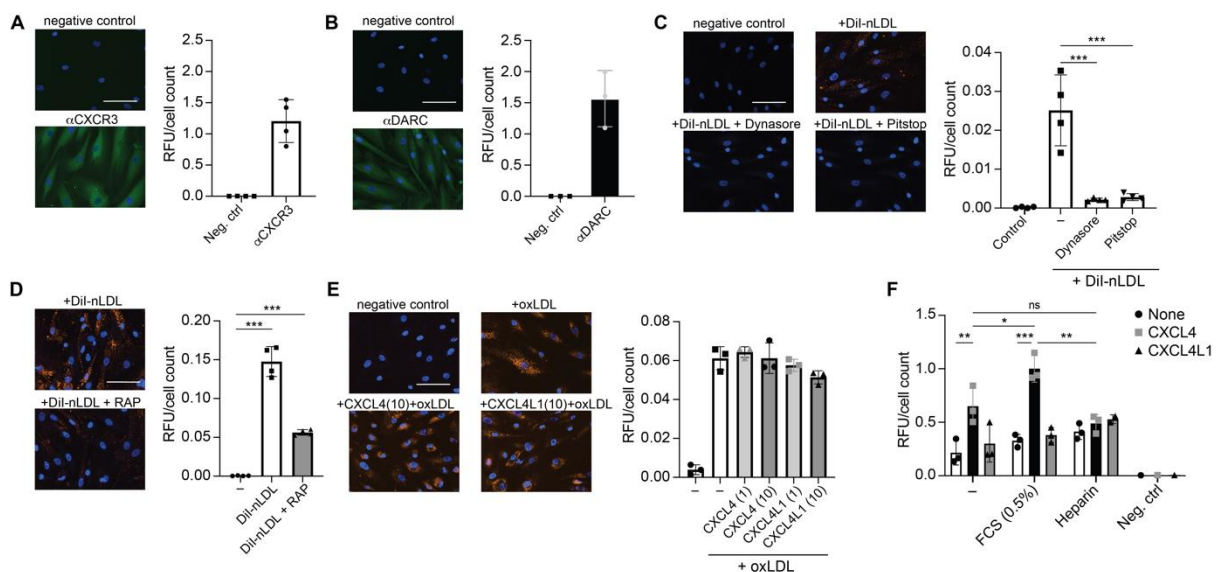 A
negative control
αCXCR3
RFU/cell count
2.0
1.5
1.0
0.5
0.0
Neg. ctrl
αCXCR3
B
negative control
αDARC
RFU/cell count
2.5
2.0
1.5
1.0
0.5
0.0
Neg. ctrl
αDARC
C
negative control
+DiI-nLDL
+DiI-nLDL + Dynasore
+DiI-nLDL + Pitstop
RFU/cell count
0.04
0.03
0.02
0.01
0.00
***
***
Control
–
Dynasore
Pitstop
+ DiI-nLDL
D
+DiI-nLDL
+DiI-nLDL + RAP
RFU/cell count
0.20
0.15
0.10
0.05
0.00
***
***
–
DiI-nLDL
DiI-nLDL + RAP
E
negative control
+oxLDL
+CXCL4(10)+oxLDL
+CXCL4L1(10)+oxLDL
RFU/cell count
0.08
0.06
0.04
0.02
0.00
–
–
CXCL4 (1)
CXCL4 (10)
CXCL4L1 (1)
CXCL4L1 (10)
+ oxLDL
F
None
CXCL4
CXCL4L1
RFU/cell count
1.5
1.0
0.5
0.0
ns
*
**
***
**
–
FCS (0.5%)
Heparin
Neg. ctrl